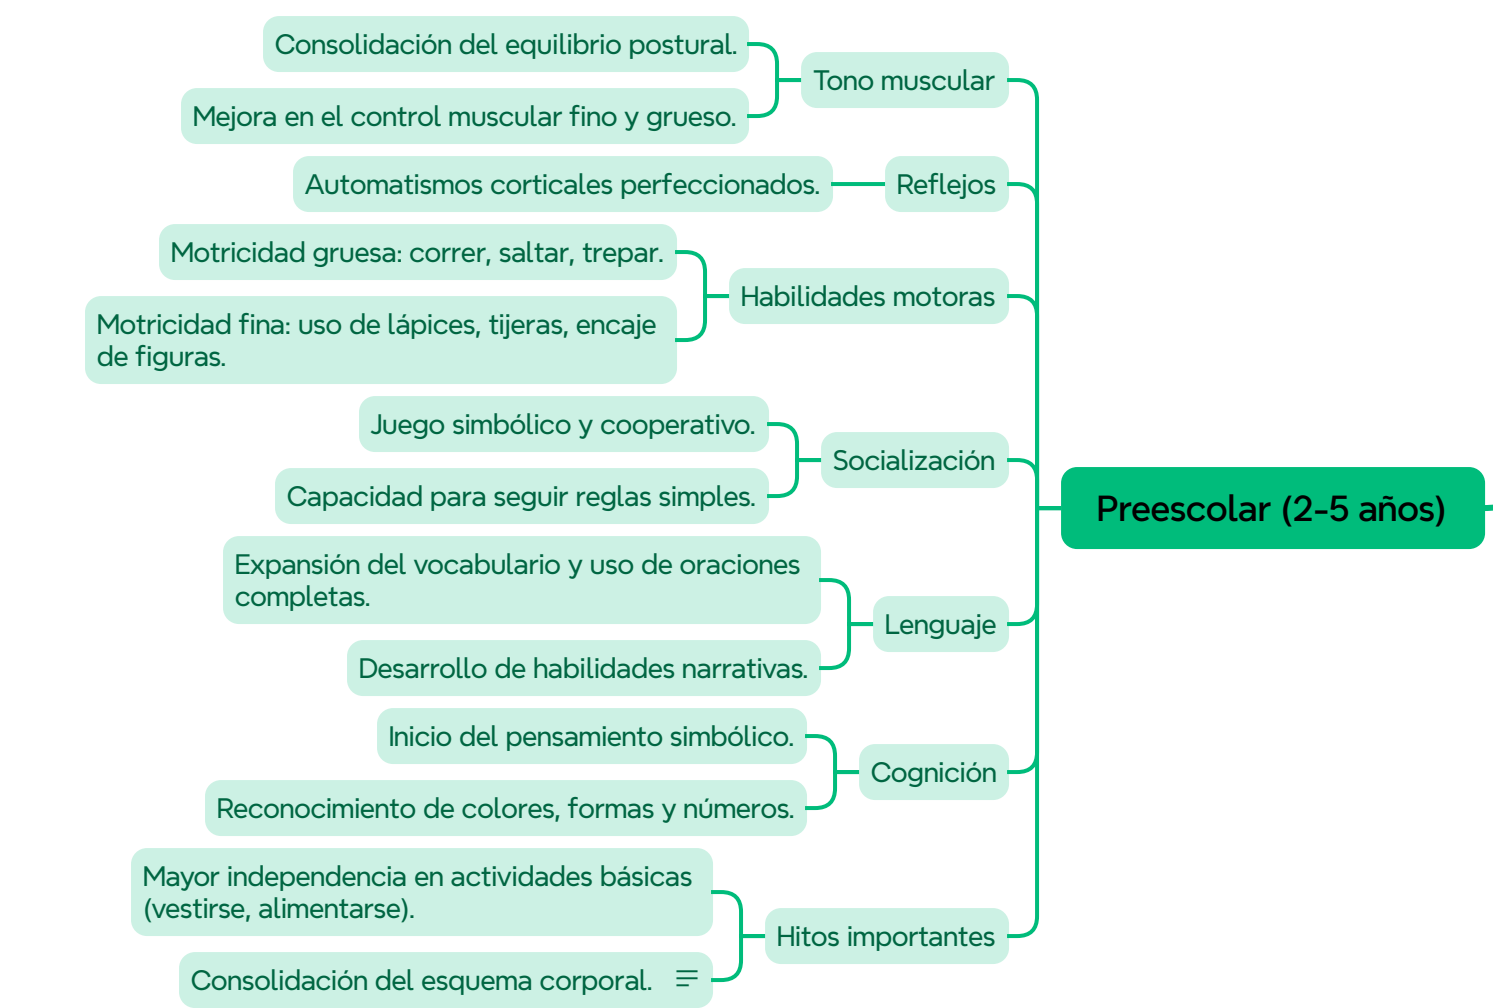 Consolidación del equilibrio postural.
Tono muscular
Mejora en el control muscular fino y grueso.
Automatismos corticales perfeccionados.
Reflejos
Motricidad gruesa: correr, saltar, trepar.
Habilidades motoras
Motricidad fina: uso de lápices, tijeras, encaje
de figuras.
Juego simbólico y cooperativo.
Socialización
Capacidad para seguir reglas simples.
Preescolar (2-5 años)
Expansión del vocabulario y uso de oraciones
completas.
Lenguaje
Desarrollo de habilidades narrativas.
Inicio del pensamiento simbólico.
Cognición
Reconocimiento de colores, formas y números.
Mayor independencia en actividades básicas
(vestirse, alimentarse).
Hitos importantes
Consolidación del esquema corporal.